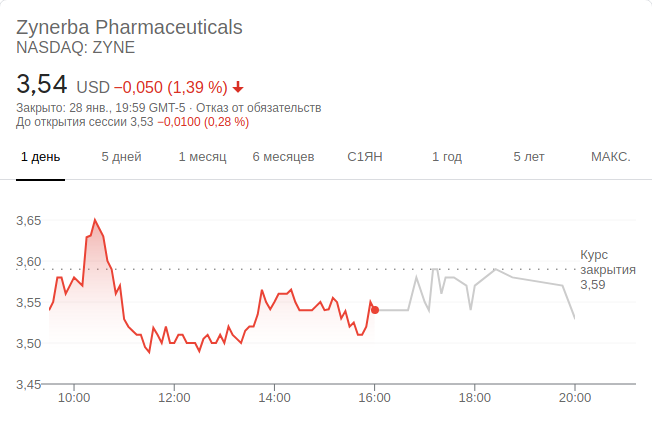 Zynerba Pharmaceuticals
NASDAQ: ZYNE
3,54 USD −0,050 (1,39 %)
Закрыто: 28 янв., 19:59 GMT-5 · Отказ от обязательств
До открытия сессии 3,53 −0,0100 (0,28 %)
1 день 5 дней 1 месяц 6 месяцев С1ЯН 1 год 5 лет МАКС.
3,65
Курс
3,60 закрытия
3,59
3,55
3,50
3,45
10:00 12:00 14:00 16:00 18:00 20:00